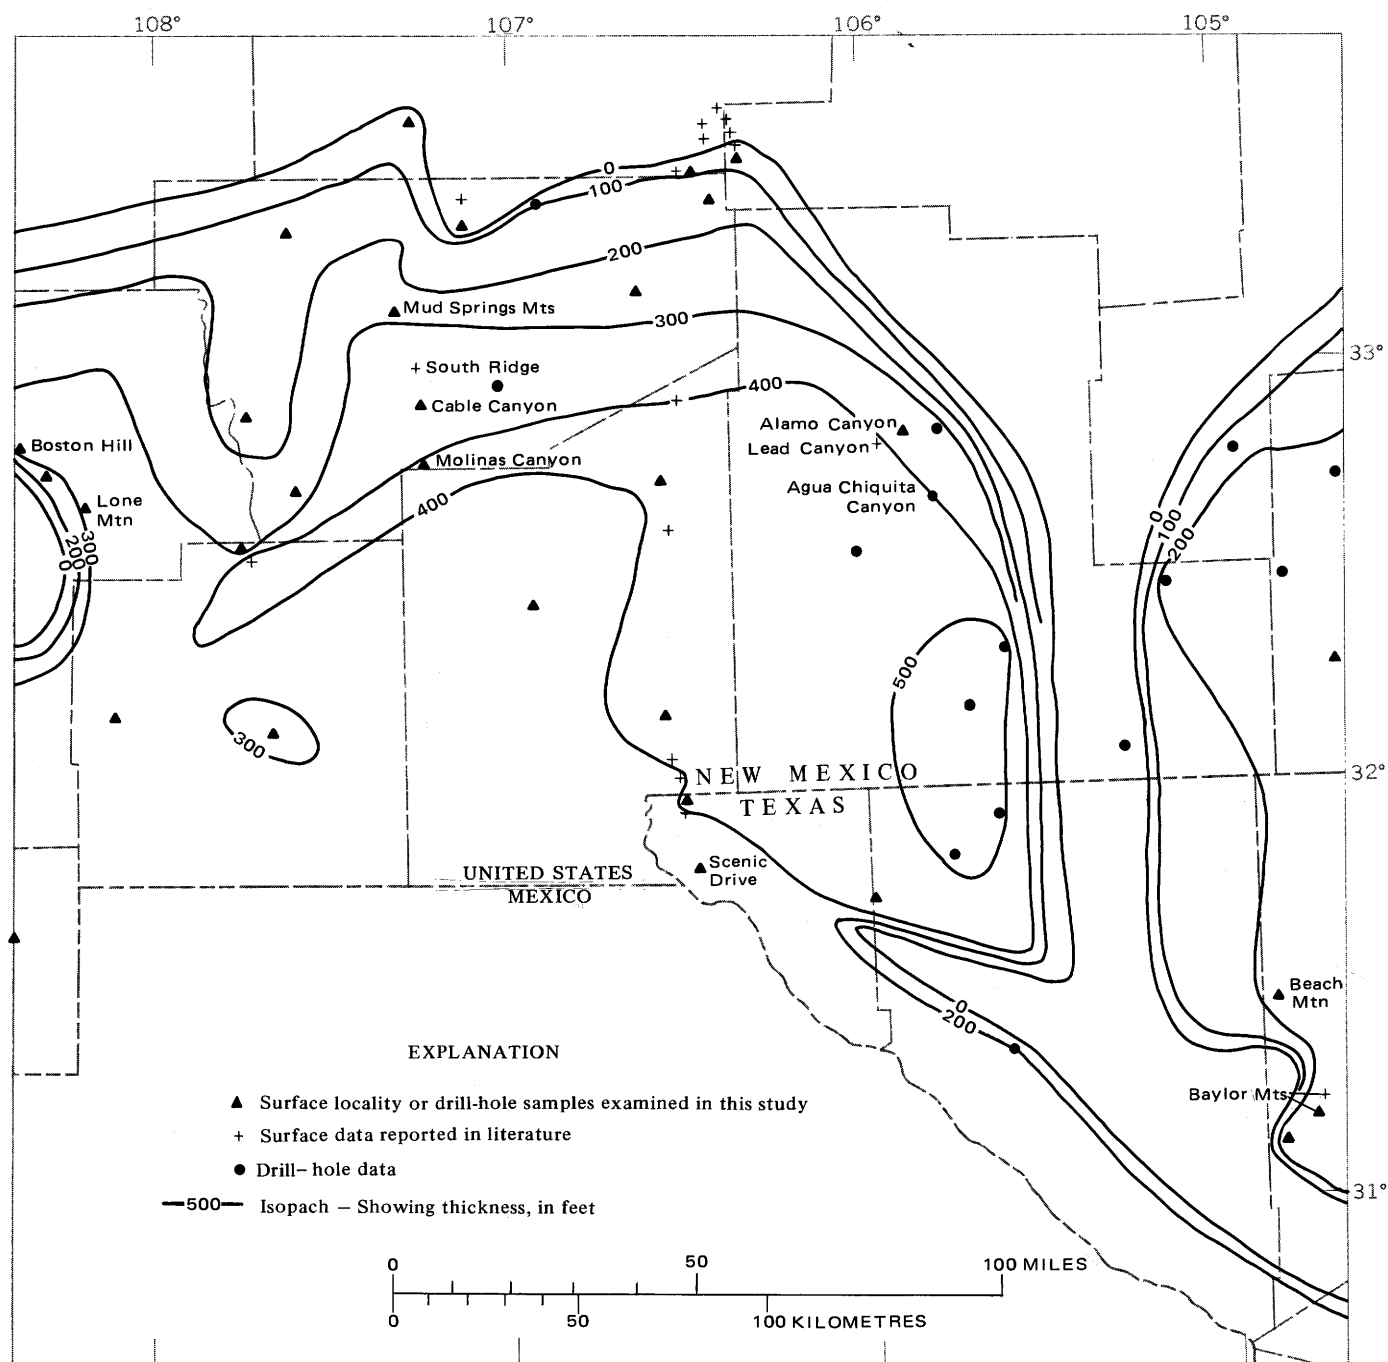 108° 107° 106° 105°
0
100
200
Mud Springs Mts
300
33°
South Ridge
400
Cable Canyon
Alamo Canyon
Boston Hill
Lead Canyon
Molinas Canyon
Agua Chiquita
Canyon
400
Lone
Mtn
0
100
200
300
200
0
500
300
NEW MEXICO
32°
TEXAS
Scenic
Drive
UNITED STATES
MEXICO
Beach
Mtn
0
200
EXPLANATION
Baylor Mts
Surface locality or drill-hole samples examined in this study
Surface data reported in literature
Drill-hole data
31°
500 Isopach – Showing thickness, in feet
0 50 100 MILES
0 50 100 KILOMETRES